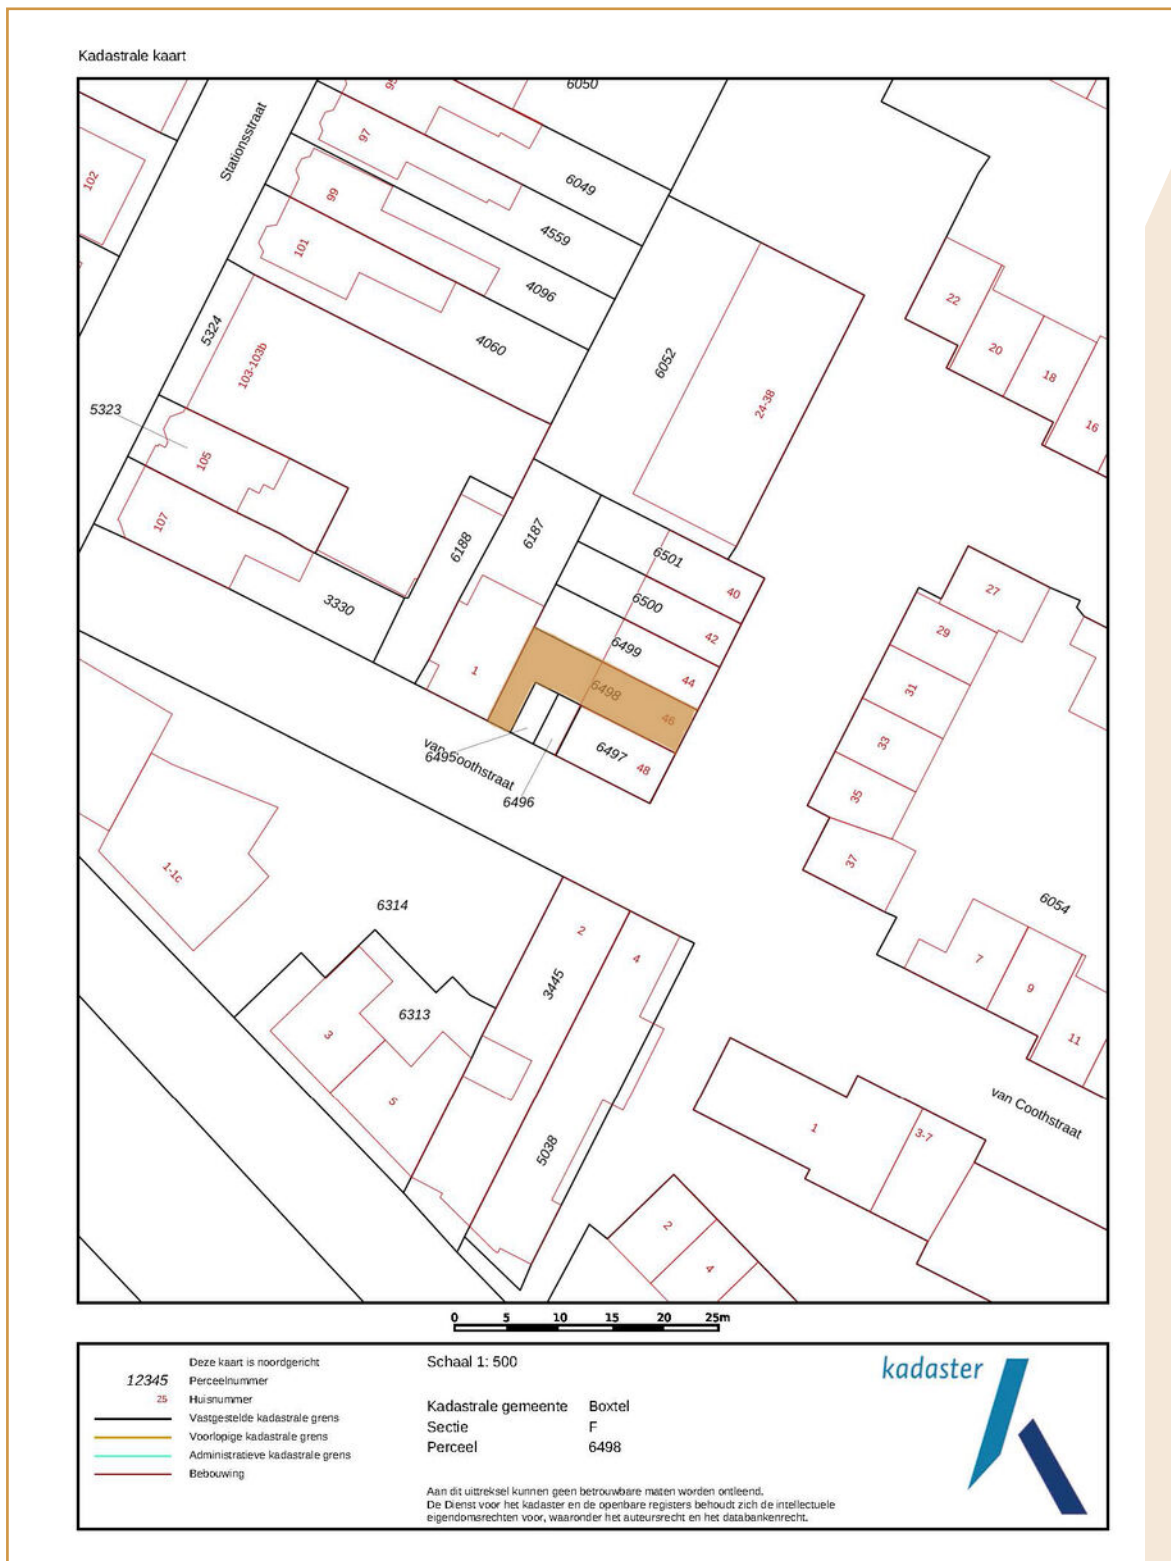 Kadastrale kaart
6050
95
Stationsstraat
97
102
6049
99
4559
101
4096
22
5324
4060
20
6052
18
103-103b
24-38
5323
16
105
107
6187
6188
6501
40
27
3330
6500
42
29
6499
1
44
6498
31
46
33
van Coothstraat
6497
649
48
6496
35
37
1-1c
6314
6054
2
4
7
3445
9
6313
3
11
5
van Coothstraat
1
3-7
5038
2
4
0 5 10 15 20 25m
Deze kaart is noordgericht
12345 Perceelnummer
25 Huisnummer
Vastgestelde kadastrale grens
Voorlopige kadastrale grens
Administratieve kadastrale grens
Bebouwing
Schaal 1: 500
Kadastrale gemeente Boxtel
Sectie F
Perceel 6498
Aan dit uittreksel kunnen geen betrouwbare maten worden ontleend.
De Dienst voor het kadaster en de openbare registers behoudt zich de intellectuele
eigendomsrechten voor, waaronder het auteursrecht en het databankenrecht.
kadaster